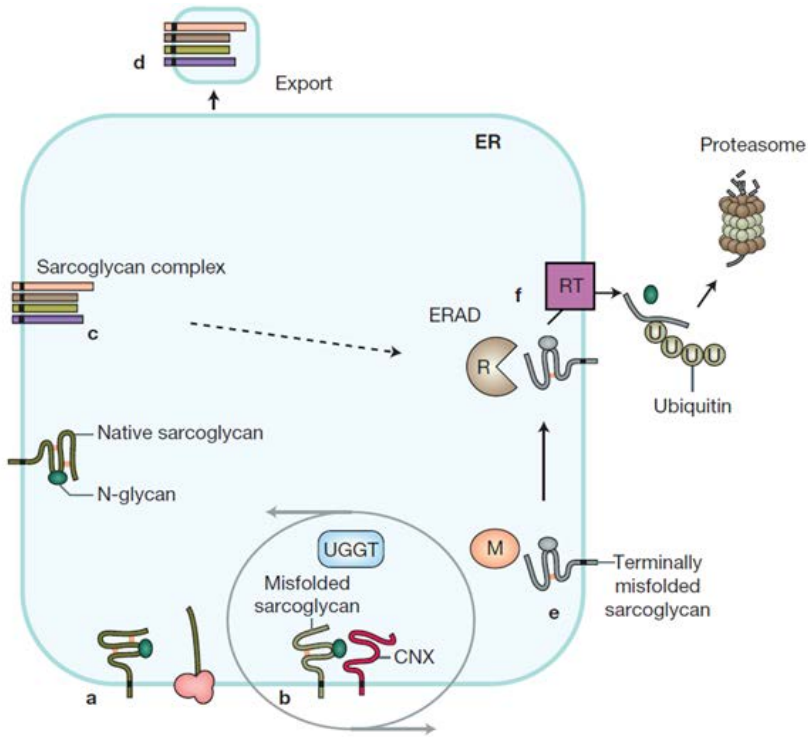 d
Export
ER
Proteasome
Sarcoglycan complex
c
f
RT
ERAD
R
U
U
U
U
Ubiquitin
Native sarcoglycan
N-glycan
UGGT
M
Misfolded
sarcoglycan
Terminally
misfolded
sarcoglycan
e
CNX
a
b